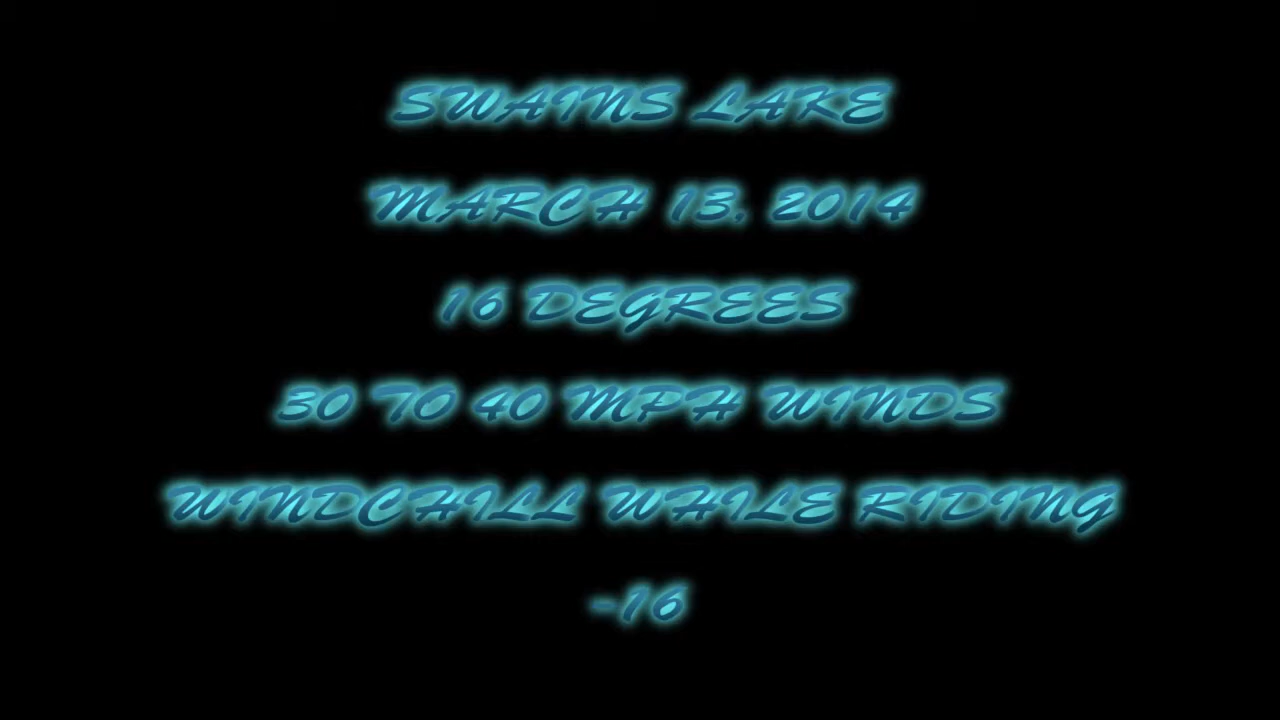 SWAINS LAKE
MARCH 13, 2014
16 DEGREES
30 TO 40 MPH WINDS
WINDCHILL WHILE RIDING
-16